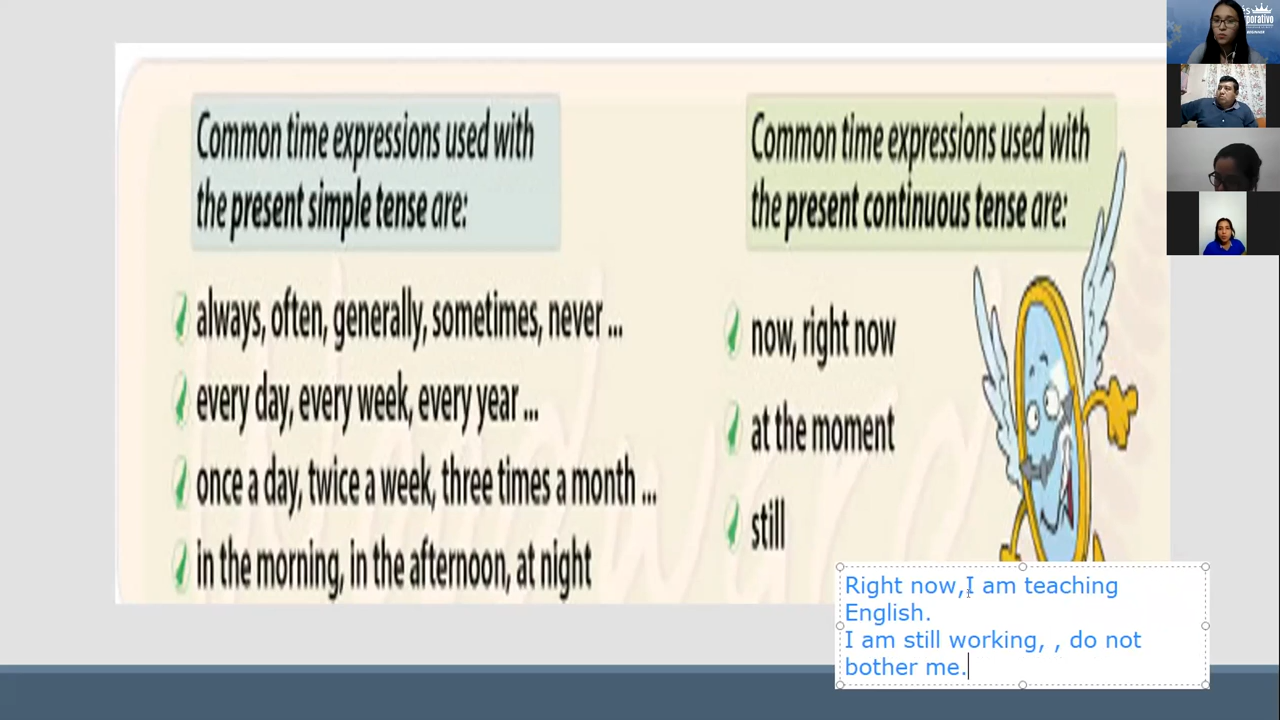 Common time expressions used with
the present simple tense are:
always, often, generally, sometimes, never ...
every day, every week, every year ...
once a day, twice a week, three times a month ...
in the morning, in the afternoon, at night
Common time expressions used with
the present continuous tense are:
now, right now
at the moment
still
Right now,I am teaching
English.
I am still working, , do not
bother me.